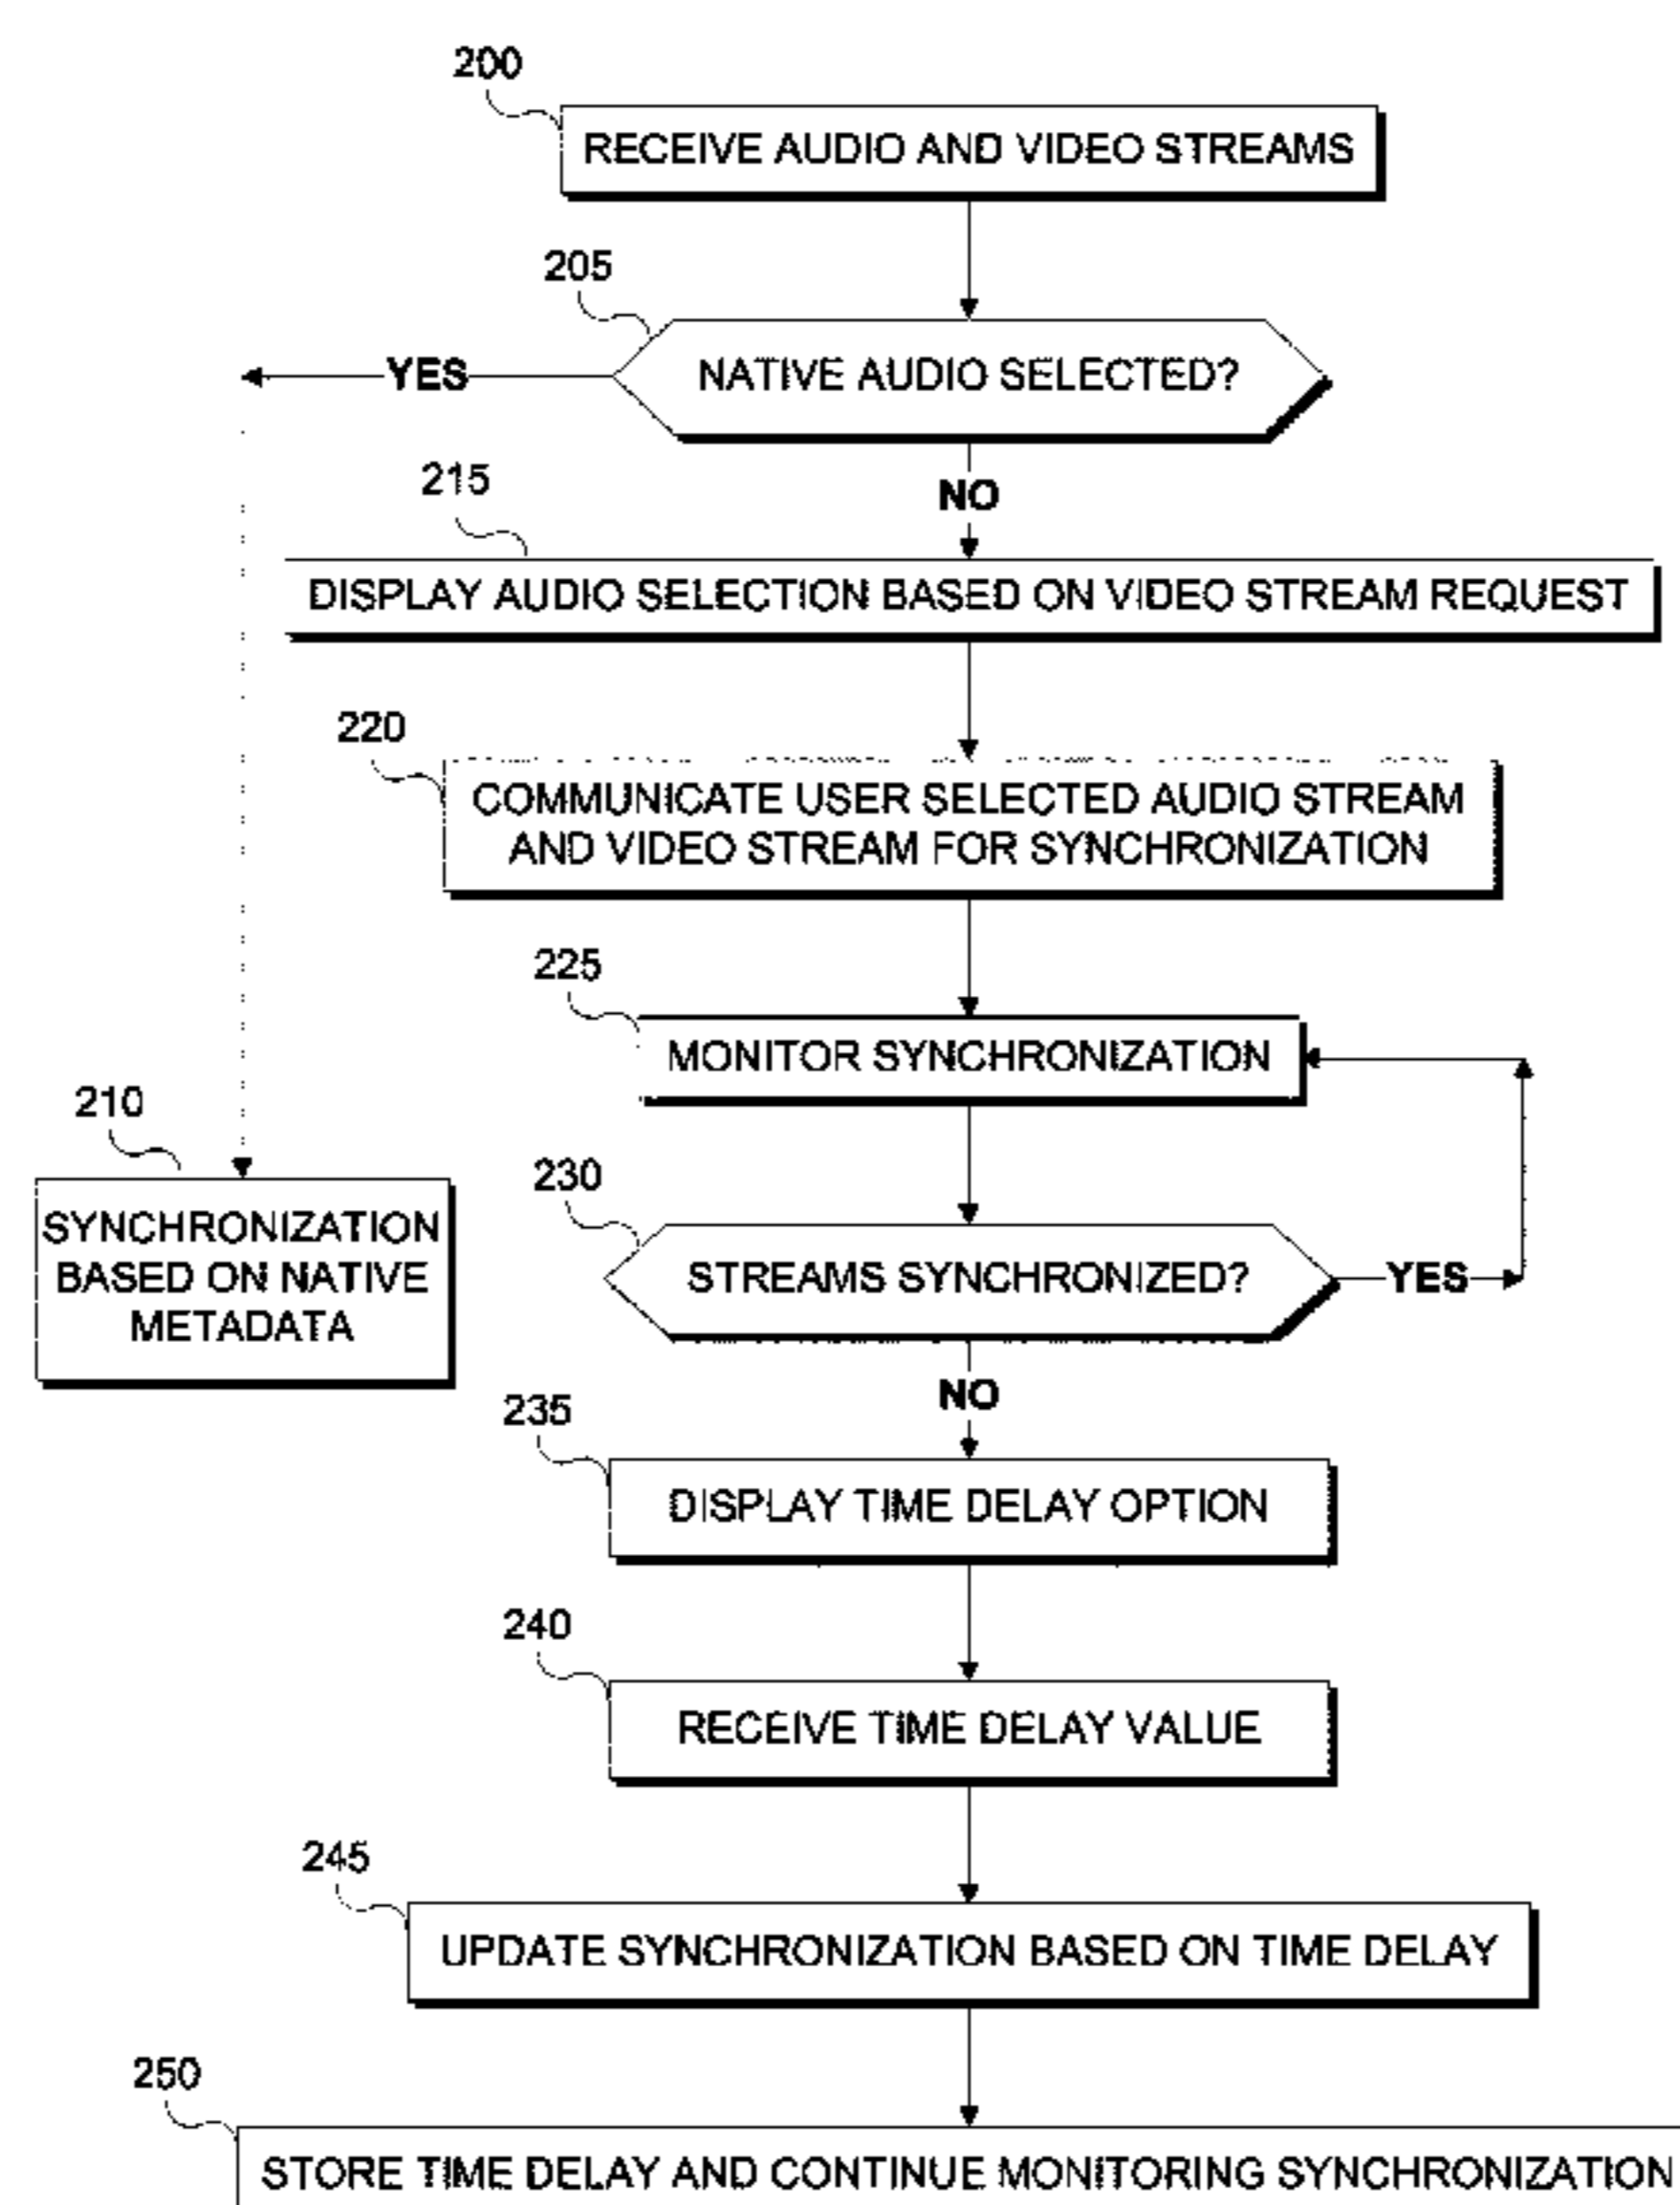 200
RECEIVE AUDIO AND VIDEO STREAMS
205
NATIVE AUDIO SELECTED?
YES
NO
215
DISPLAY AUDIO SELECTION BASED ON VIDEO STREAM REQUEST
220
COMMUNICATE USER SELECTED AUDIO STREAM
AND VIDEO STREAM FOR SYNCHRONIZATION
225
MONITOR SYNCHRONIZATION
210
SYNCHRONIZATION
BASED ON NATIVE
METADATA
230
STREAMS SYNCHRONIZED?
YES
NO
235
DISPLAY TIME DELAY OPTION
240
RECEIVE TIME DELAY VALUE
245
UPDATE SYNCHRONIZATION BASED ON TIME DELAY
250
STORE TIME DELAY AND CONTINUE MONITORING SYNCHRONIZATION